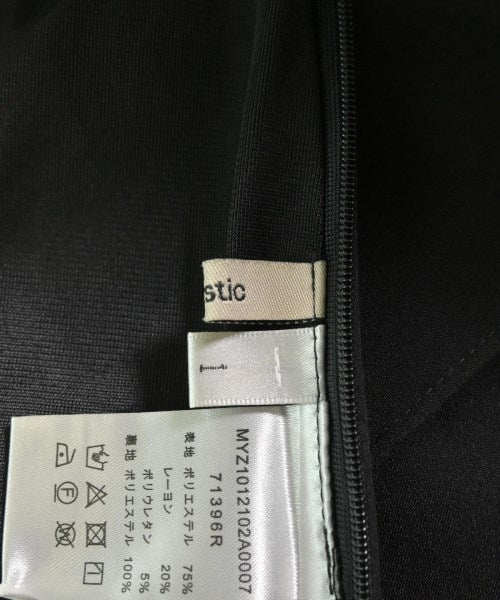 stic
MYZ1012102A0007
71396R
表地 ポリエステル 75%
レーヨン 20%
ポリウレタン 5%
裏地 ポリエステル 100%